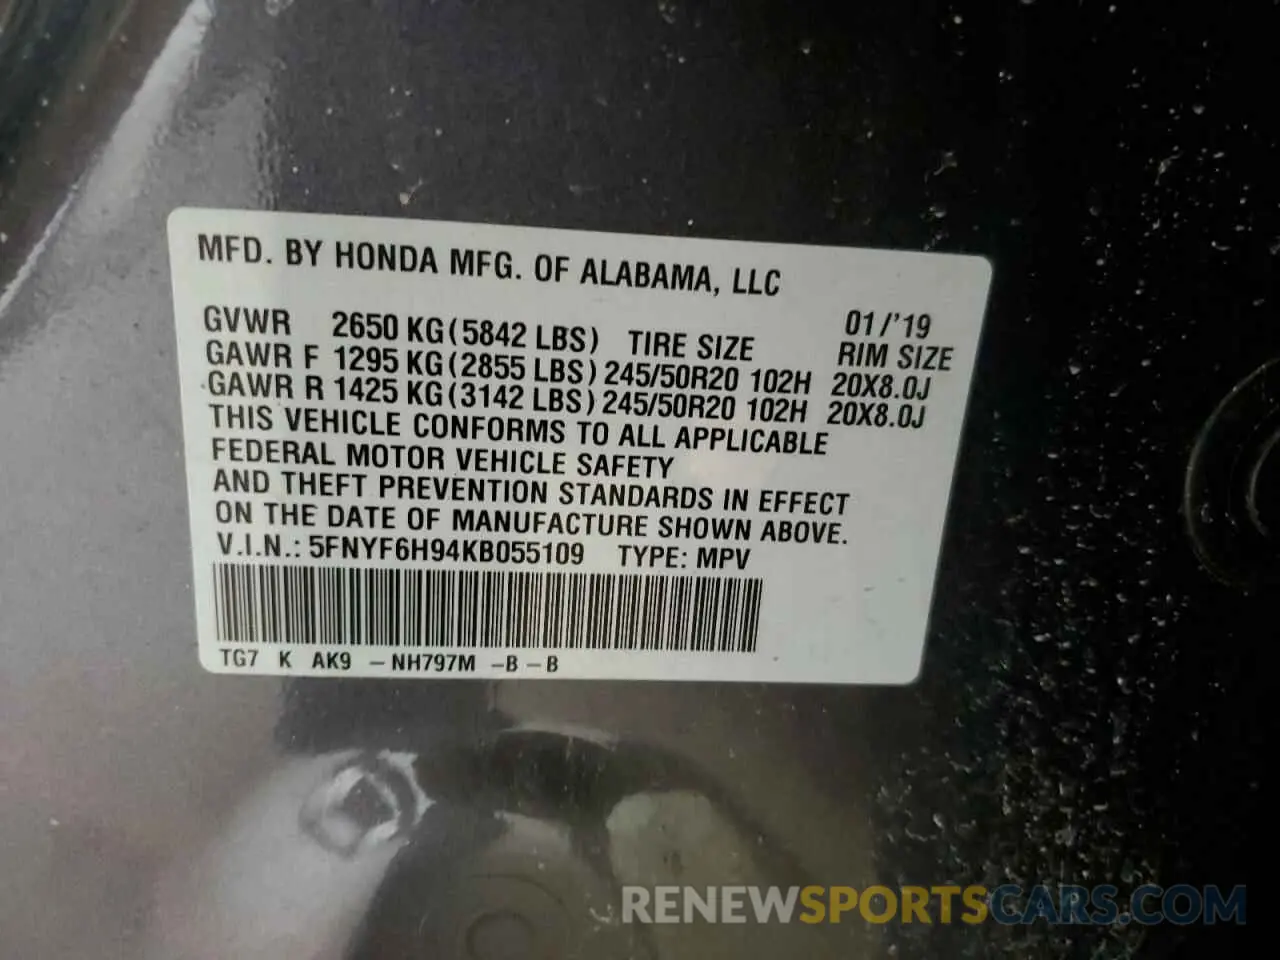 MFD. BY HONDA MFG. OF ALABAMA, LLC
01/'19
GVWR 2650 KG (5842 LBS) TIRE SIZE RIM SIZE
GAWR F 1295 KG (2855 LBS) 245/50R20 102H 20X8.0J
GAWR R 1425 KG (3142 LBS) 245/50R20 102H 20X8.0J
THIS VEHICLE CONFORMS TO ALL APPLICABLE
FEDERAL MOTOR VEHICLE SAFETY
AND THEFT PREVENTION STANDARDS IN EFFECT
ON THE DATE OF MANUFACTURE SHOWN ABOVE.
V.I.N.: 5FNYF6H94KB055109 TYPE: MPV
TG7 K AK9 -NH797M -B-B
RENEWSPORTSCARS.COM